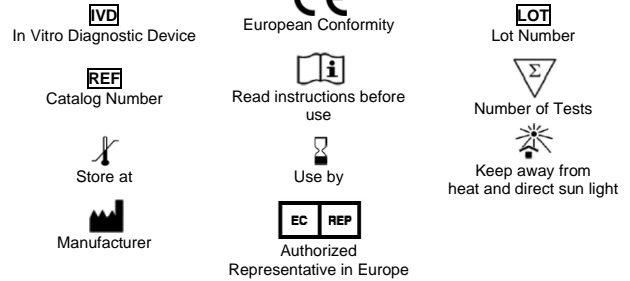 IVD
In Vitro Diagnostic Device
CE
European Conformity
LOT
Lot Number
REF
Catalog Number
i
Read instructions before
use
Σ
Number of Tests
Store at
Use by
Keep away from
heat and direct sun light
Manufacturer
EC REP
Authorized
Representative in Europe